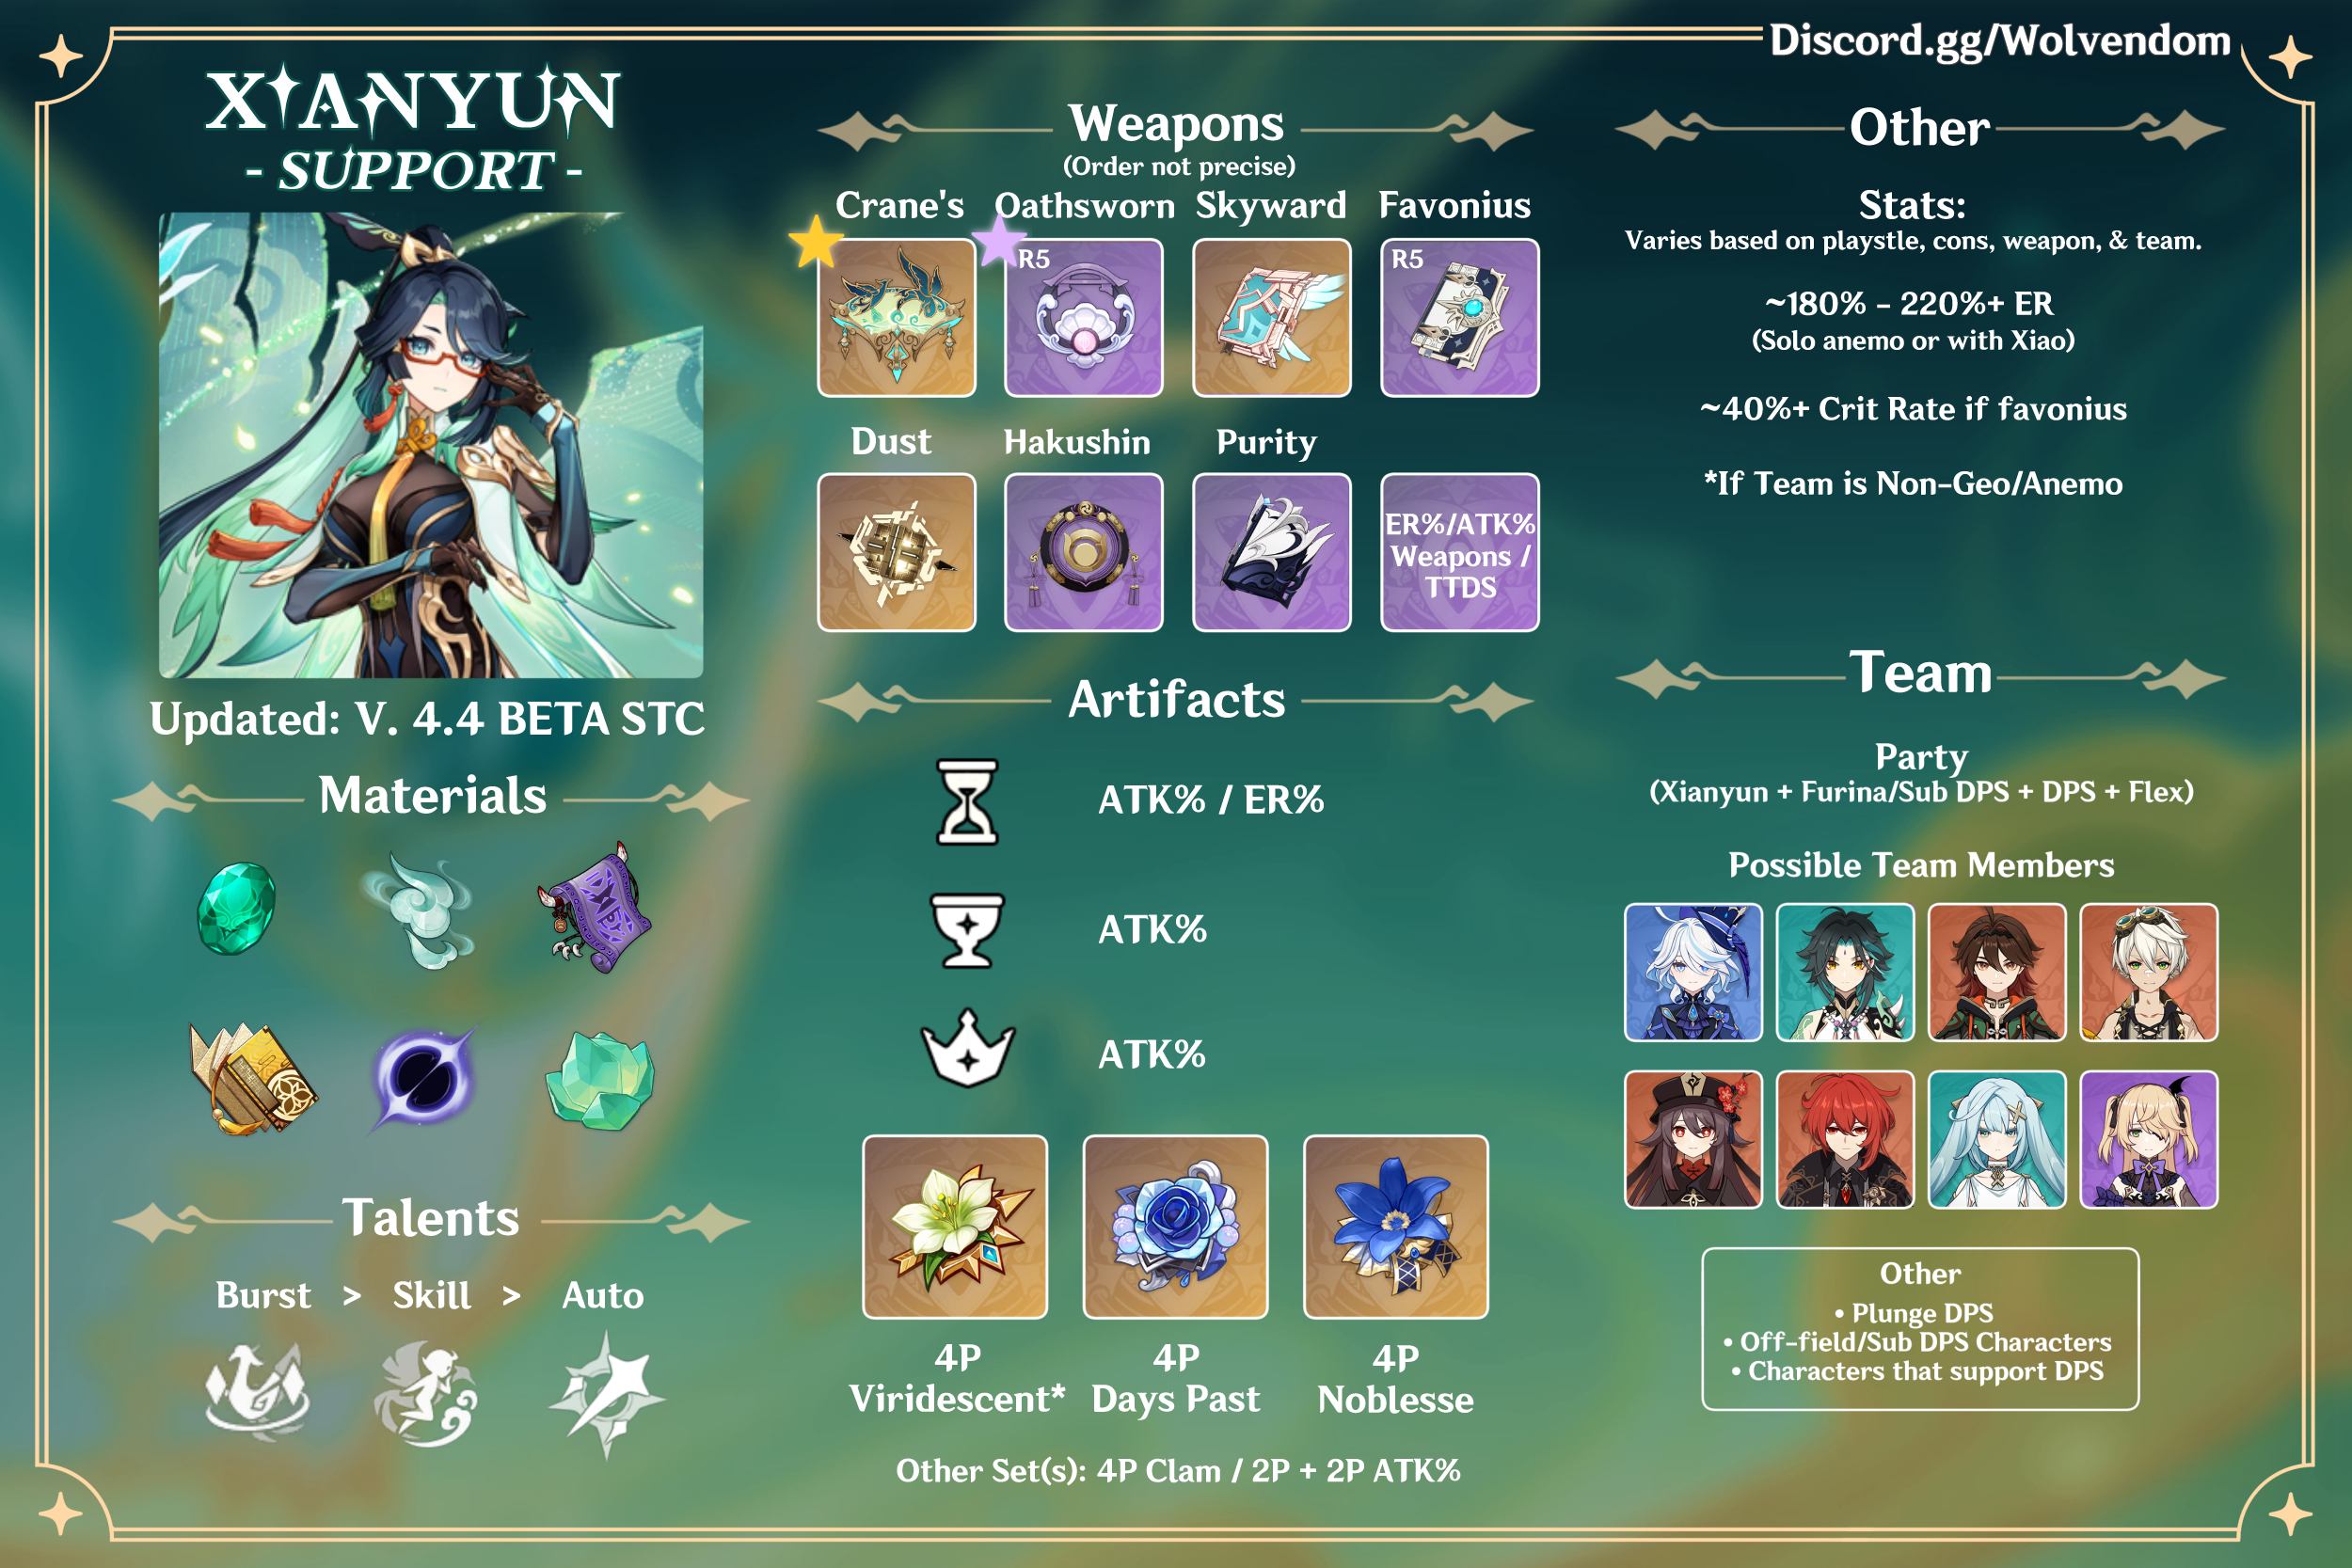 Discord.gg/Wolvendom
XIANYUN
- SUPPORT -
Updated: V. 4.4 BETA STC
Materials
Talents
Burst > Skill > Auto
Weapons
(Order not precise)
Crane's Oathsworn Skyward Favonius
R5 R5
Dust Hakushin Purity
ER%/ATK%
Weapons /
TTDS
Artifacts
ATK% / ER%
ATK%
ATK%
4P
Viridescent*
4P
Days Past
4P
Noblesse
Other Set(s): 4P Clam / 2P + 2P ATK%
Other
Stats:
Varies based on playstle, cons, weapon, & team.
~180% - 220%+ ER
(Solo anemo or with Xiao)
~40%+ Crit Rate if favonius
*If Team is Non-Geo/Anemo
Team
Party
(Xianyun + Furina/Sub DPS + DPS + Flex)
Possible Team Members
Other
• Plunge DPS
• Off-field/Sub DPS Characters
• Characters that support DPS